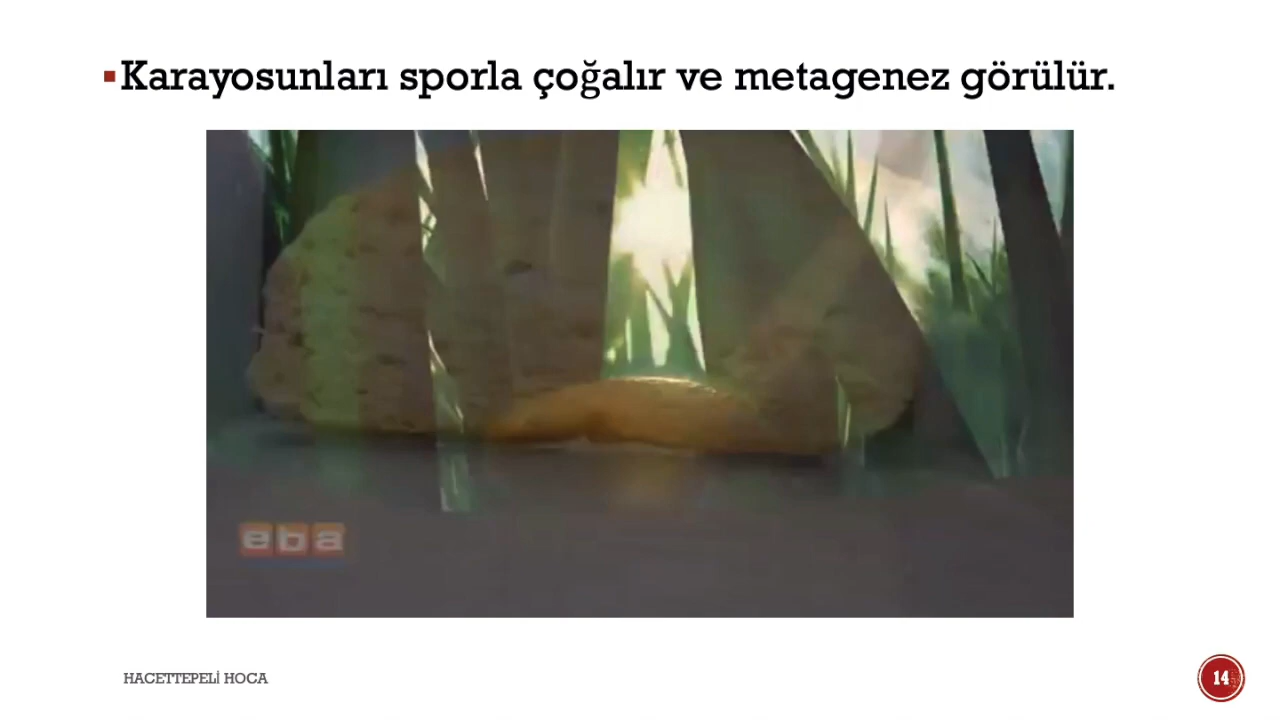 Karayosunları sporla çoğalır ve metagenez görülür.
eba
HACETTEPELİ HOCA
14